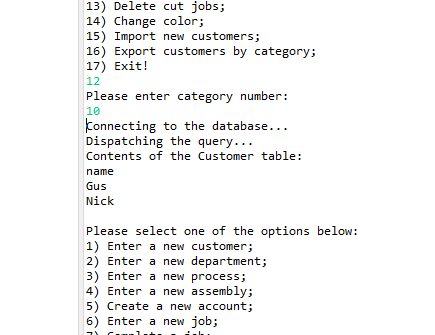 13) Delete cut jobs;
14) Change color;
15) Import new customers;
16) Export customers by category;
17) Exit!
12
Please enter category number:
10
Connecting to the database...
Dispatching the query...
Contents of the Customer table:
name
Gus
Nick
Please select one of the options below:
1) Enter a new customer;
2) Enter a new department;
3) Enter a new process;
4) Enter a new assembly;
5) Create a new account;
6) Enter a new job;